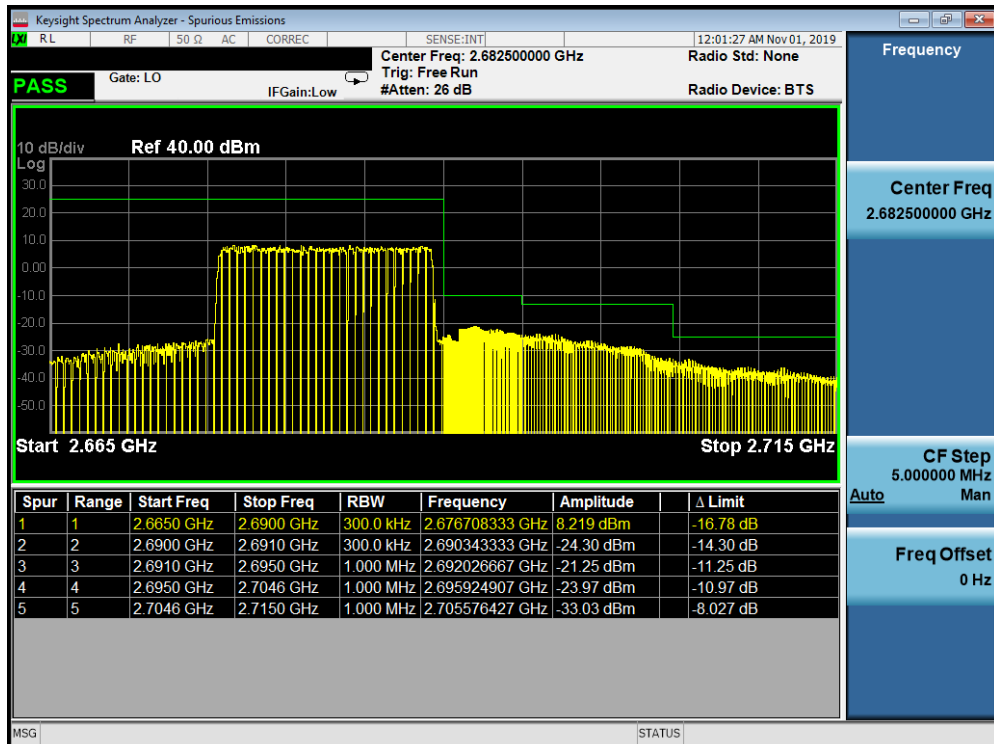 Keysight Spectrum Analyzer - Spurious Emissions
LXI RL RF 50 Ω AC CORREC SENSE:INT 12:01:27 AM Nov 01, 2019
Center Freq: 2.682500000 GHz Radio Std: None
Trig: Free Run
PASS Gate: LO IFGain:Low #Atten: 26 dB Radio Device: BTS
Frequency
10 dB/div Ref 40.00 dBm
Log
30.0
20.0
10.0
0.00
-10.0
-20.0
-30.0
-40.0
-50.0
Start 2.665 GHz Stop 2.715 GHz
Spur Range Start Freq Stop Freq RBW Frequency Amplitude Δ Limit
1 1 2.6650 GHz 2.6900 GHz 300.0 kHz 2.676708333 GHz 8.219 dBm -16.78 dB
2 2 2.6900 GHz 2.6910 GHz 300.0 kHz 2.690343333 GHz -24.30 dBm -14.30 dB
3 3 2.6910 GHz 2.6950 GHz 1.000 MHz 2.692026667 GHz -21.25 dBm -11.25 dB
4 4 2.6950 GHz 2.7046 GHz 1.000 MHz 2.695924907 GHz -23.97 dBm -10.97 dB
5 5 2.7046 GHz 2.7150 GHz 1.000 MHz 2.705576427 GHz -33.03 dBm -8.027 dB
Center Freq
2.682500000 GHz
CF Step
5.000000 MHz
Auto Man
Freq Offset
0 Hz
MSG STATUS